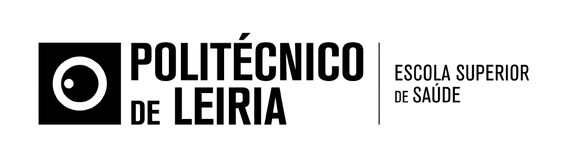 POLITÉCNICO
DE LEIRIA
ESCOLA SUPERIOR
DE SAÚDE